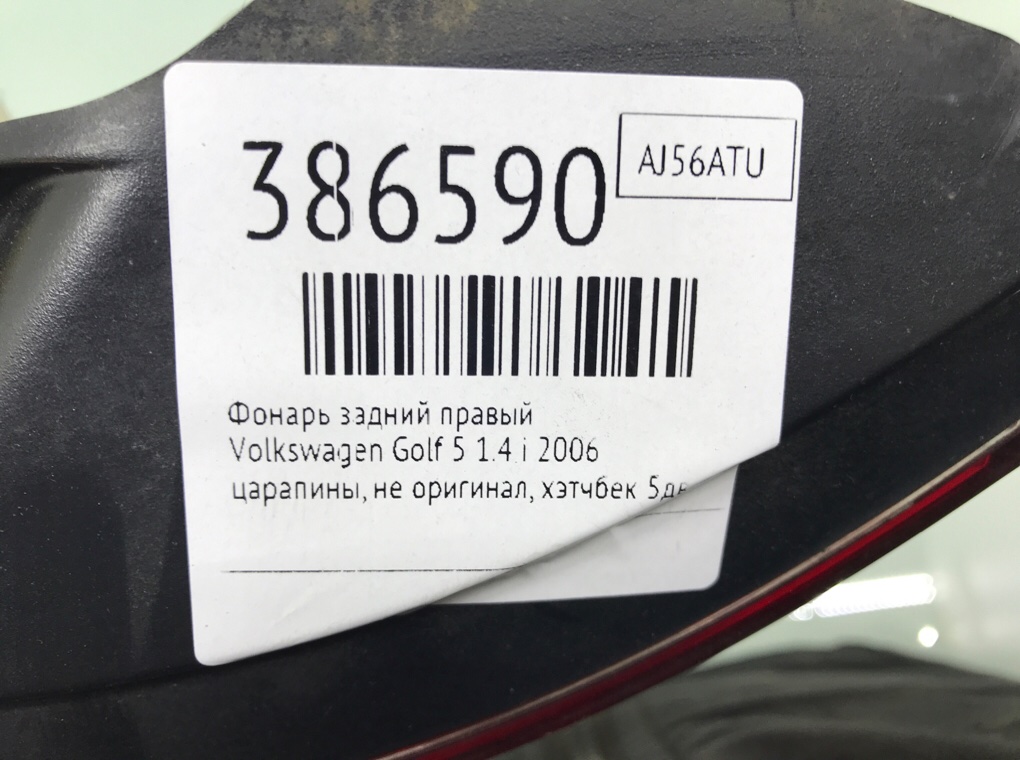 386590
AJ56ATU
Фонарь задний правый
Volkswagen Golf 5 1.4 i 2006
царапины, не оригинал, хэтчбек